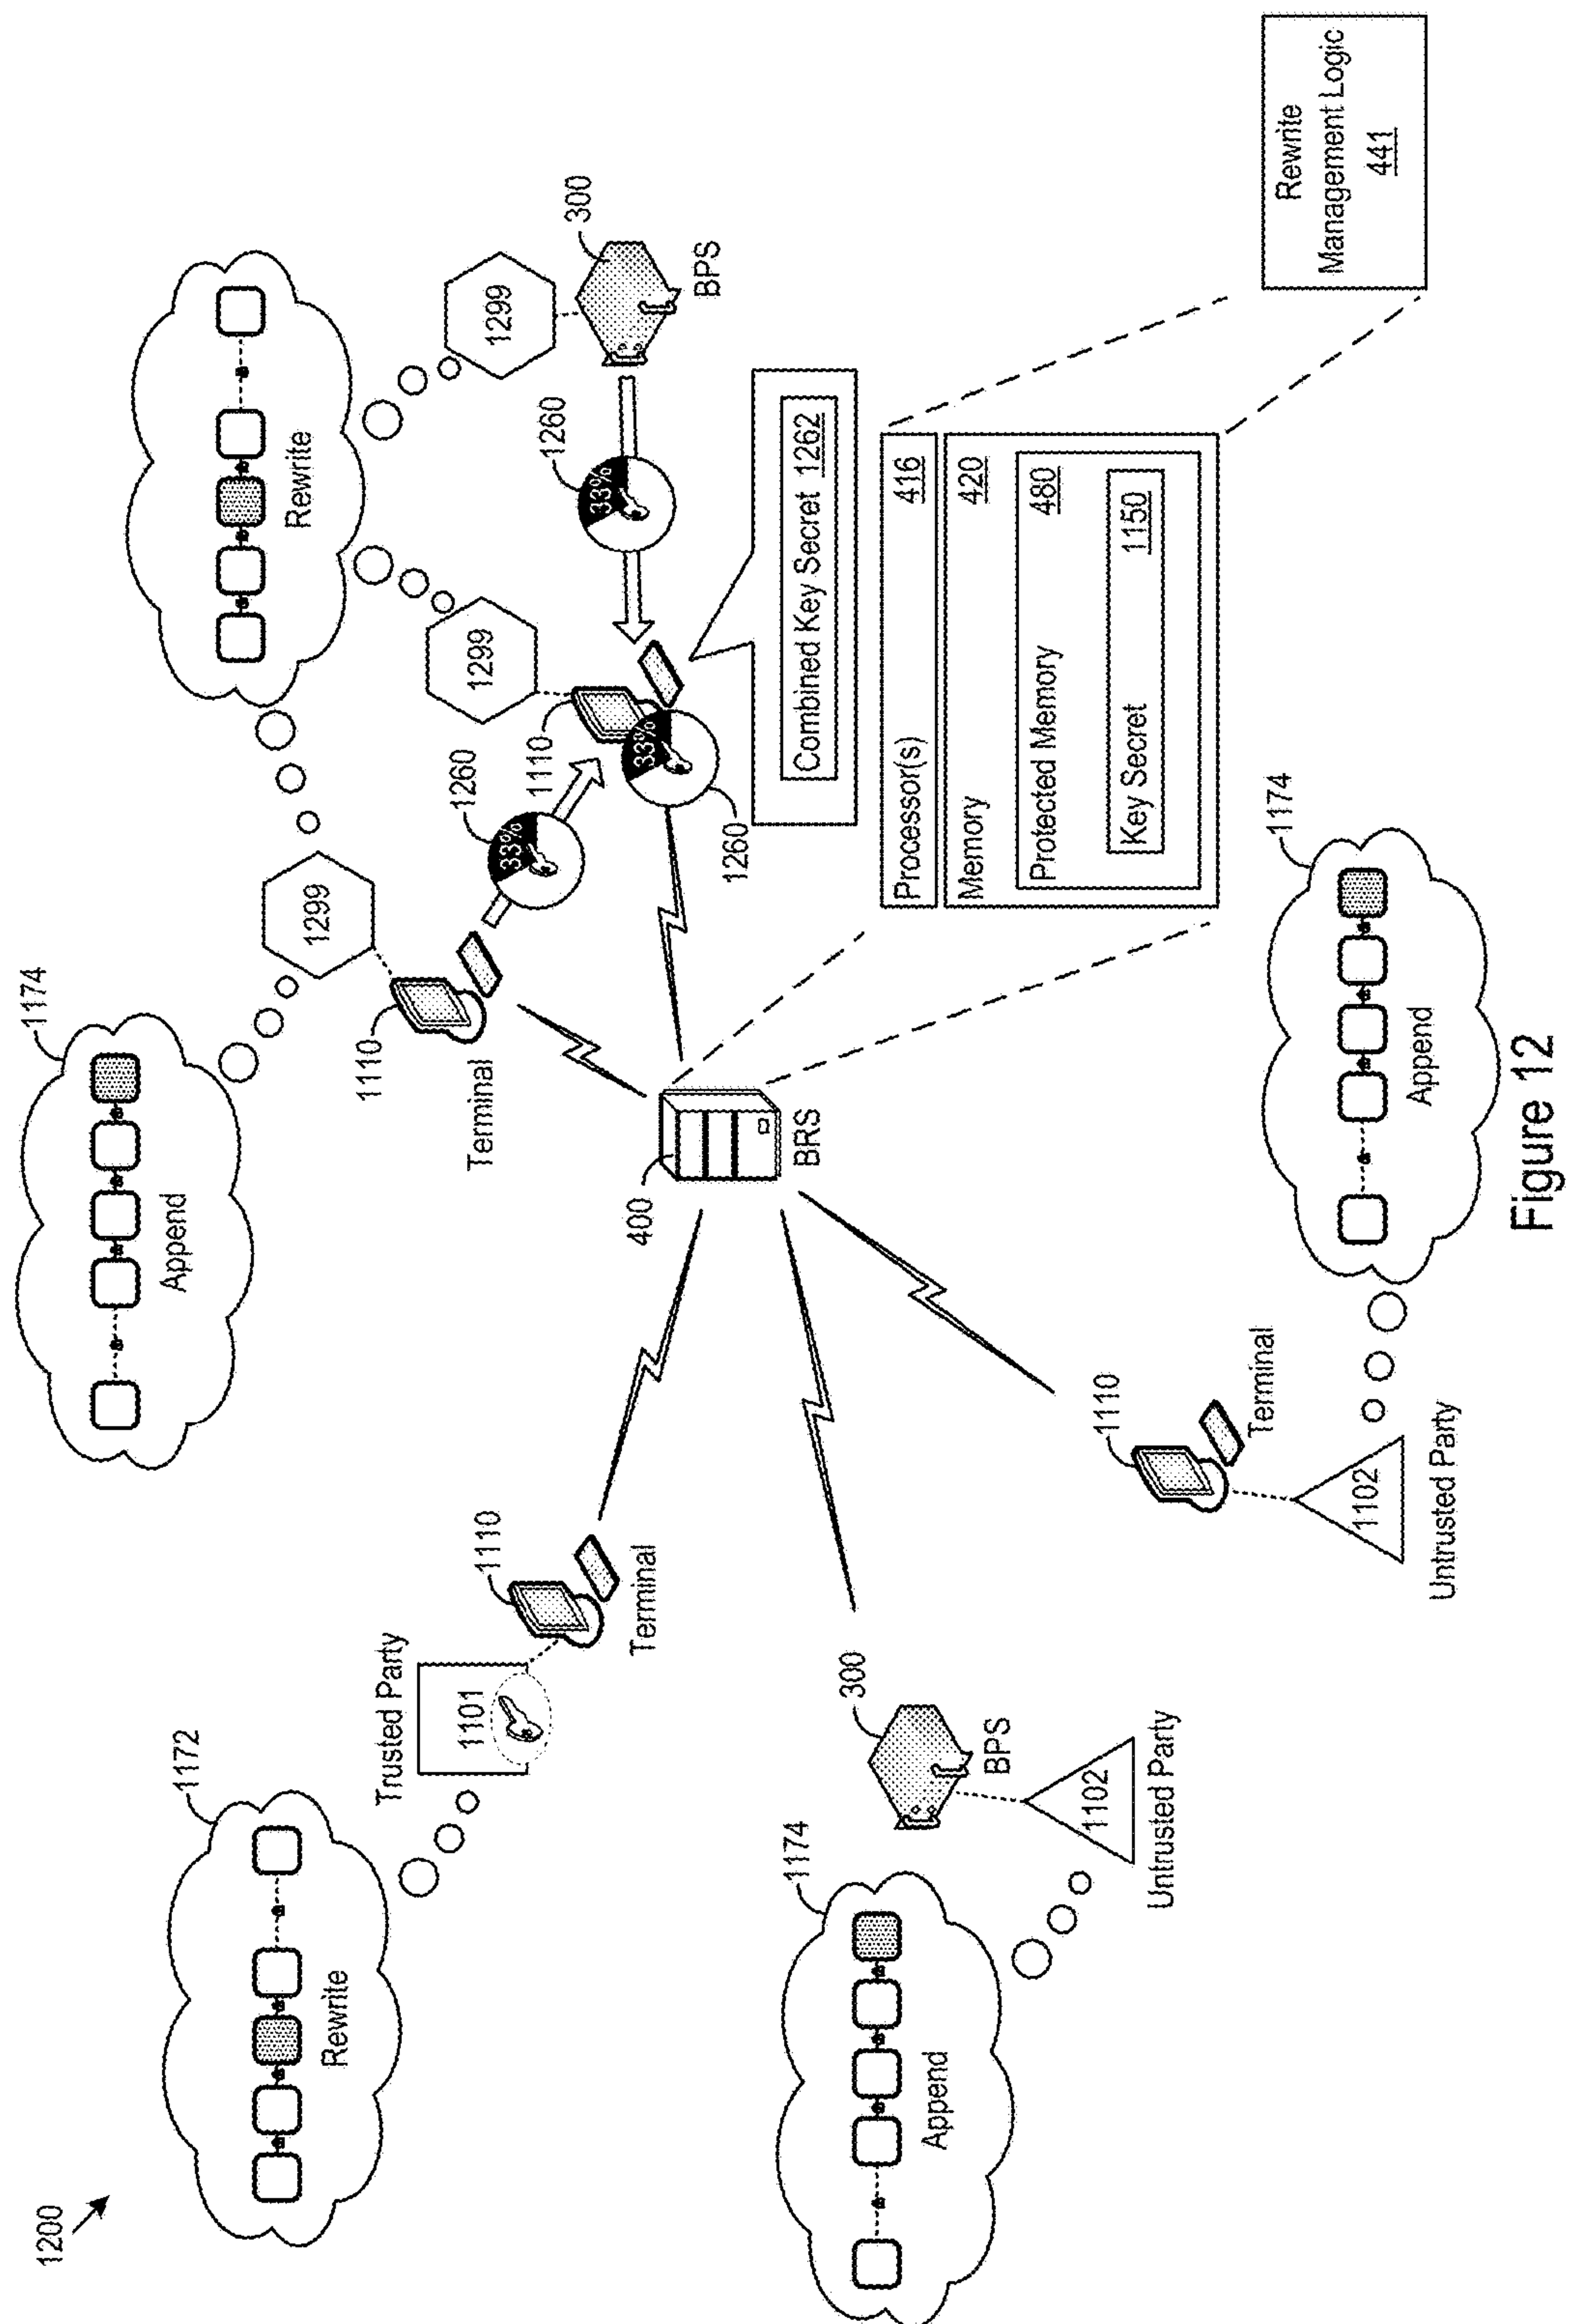 1200
1172
Rewrite
Trusted Party
1101
1110
Terminal
1174
Append
1174
Append
300
BPS
1102
Untrusted Party
1110
Terminal
1102
Untrusted Party
400
BRS
1110
Terminal
1299
1260
33%
1110
1299
33%
1260
Rewrite
1299
300
BPS
1260
33%
Combined Key Secret 1262
Processor(s) 416
Memory 420
Protected Memory 480
Key Secret 1150
Rewrite
Management Logic
441
1174
Append
Figure 12